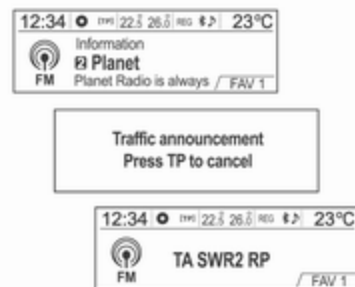 12:34 [TP] 22.5 26.5 REG 23°C
Information
2 Planet
FM Planet Radio is always FAV 1
Traffic announcement
Press TP to cancel
12:34 [TP] 22.5 26.5 REG 23°C
TA SWR2 RP
FM FAV 1